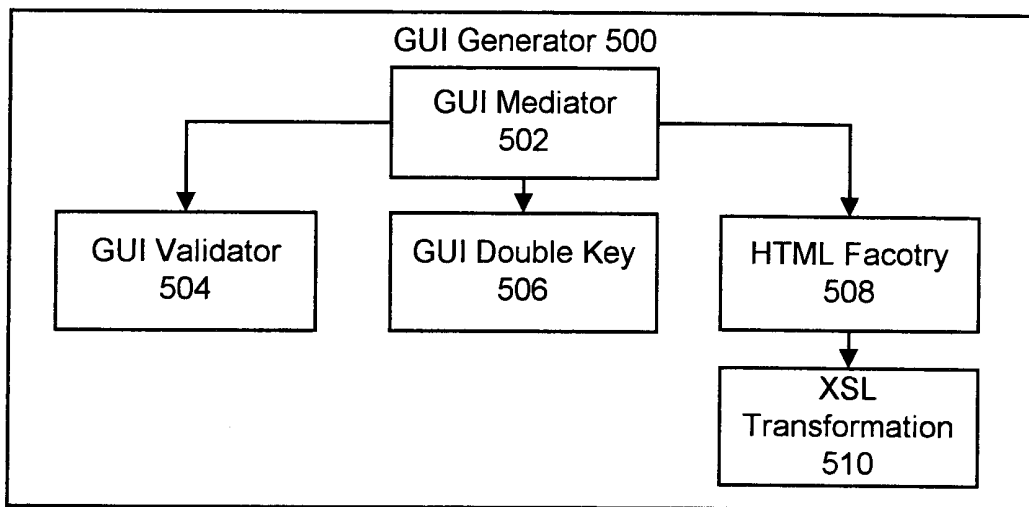 GUI Generator 500
GUI Mediator
502
GUI Validator
504
GUI Double Key
506
HTML Facotry
508
XSL
Transformation
510